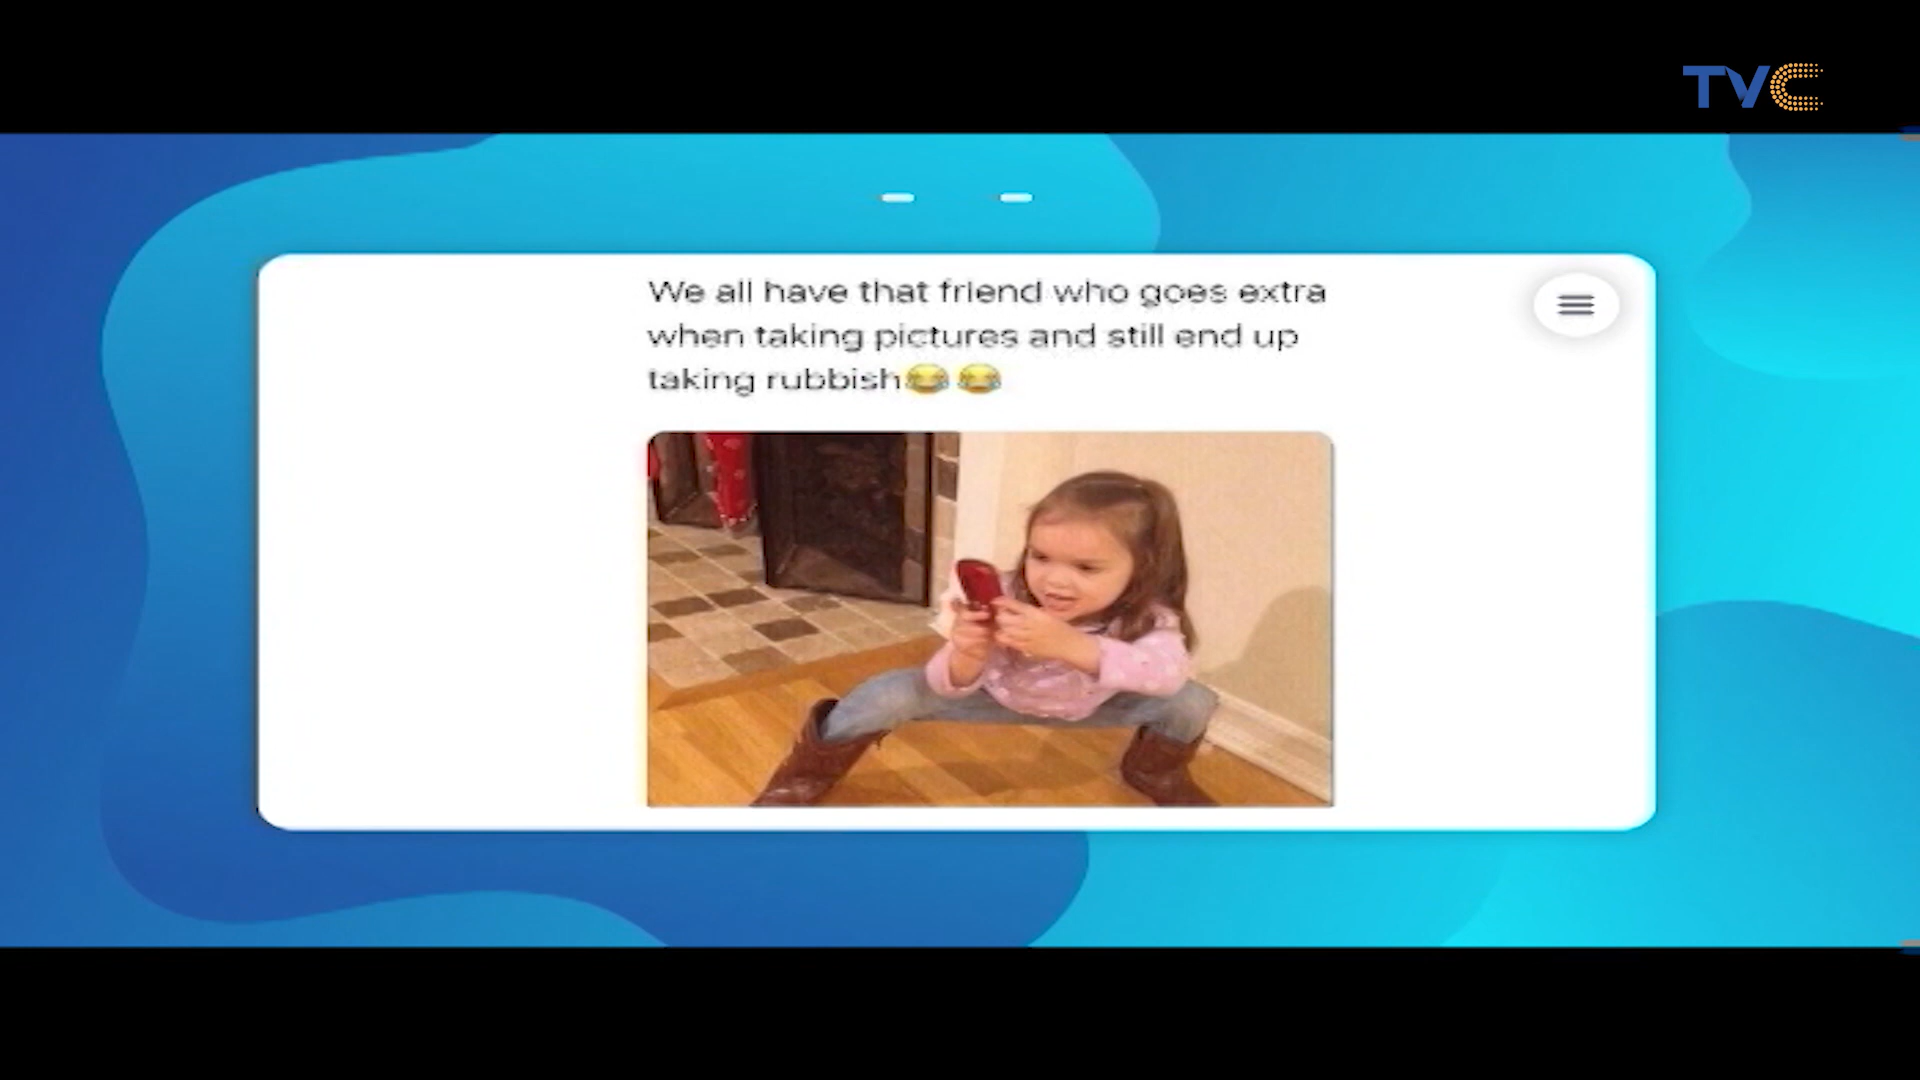 TVC
We all have that friend who goes extra
when taking pictures and still end up
taking rubbish😂😂